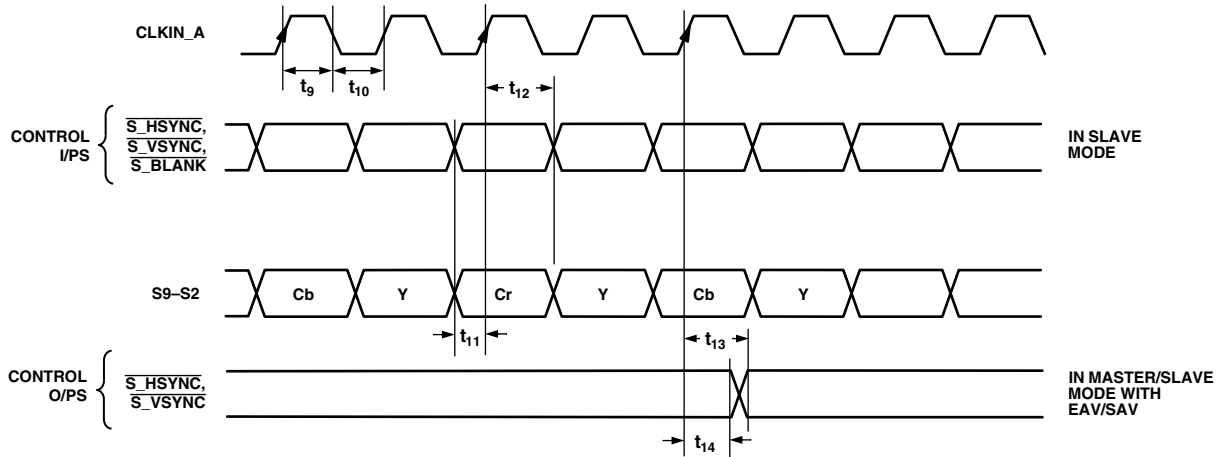 CLKIN_A
t9
t10
t12
CONTROL
I/PS
S_HSYNC,
S_VSYNC,
S_BLANK
IN SLAVE
MODE
S9–S2
Cb
Y
Cr
Y
Cb
Y
t11
t13
CONTROL
O/PS
S_HSYNC,
S_VSYNC
IN MASTER/SLAVE
MODE WITH
EAV/SAV
t14